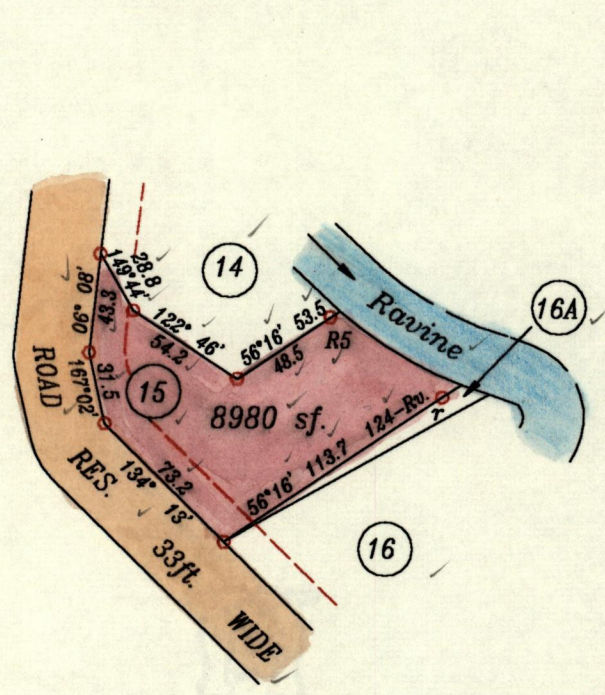 14
16A
Ravine
28.8
149°44'
122° 46'
54.2
56°16' 53.5
48.5
R5
80' 90°
43.3
167°02'
31.5
15
8980 sf.
124-Rv.
r
56°16' 113.7
73.2
134° 13'
16
ROAD
RES.
33ft.
WIDE